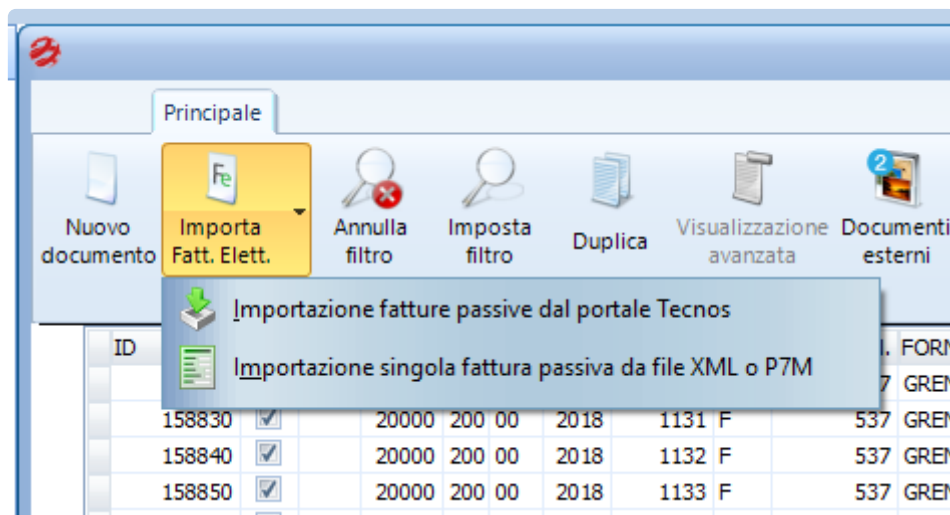 Principale
Nuovo documento
Fe
Importa Fatt. Elett.
Annulla filtro
Imposta filtro
Duplica
Visualizzazione avanzata
2
Documenti esterni
Importazione fatture passive dal portale Tecnos
Importazione singola fattura passiva da file XML o P7M
ID
158830 20000 200 00 2018 1131 F 537
158840 20000 200 00 2018 1132 F 537
158850 20000 200 00 2018 1133 F 537